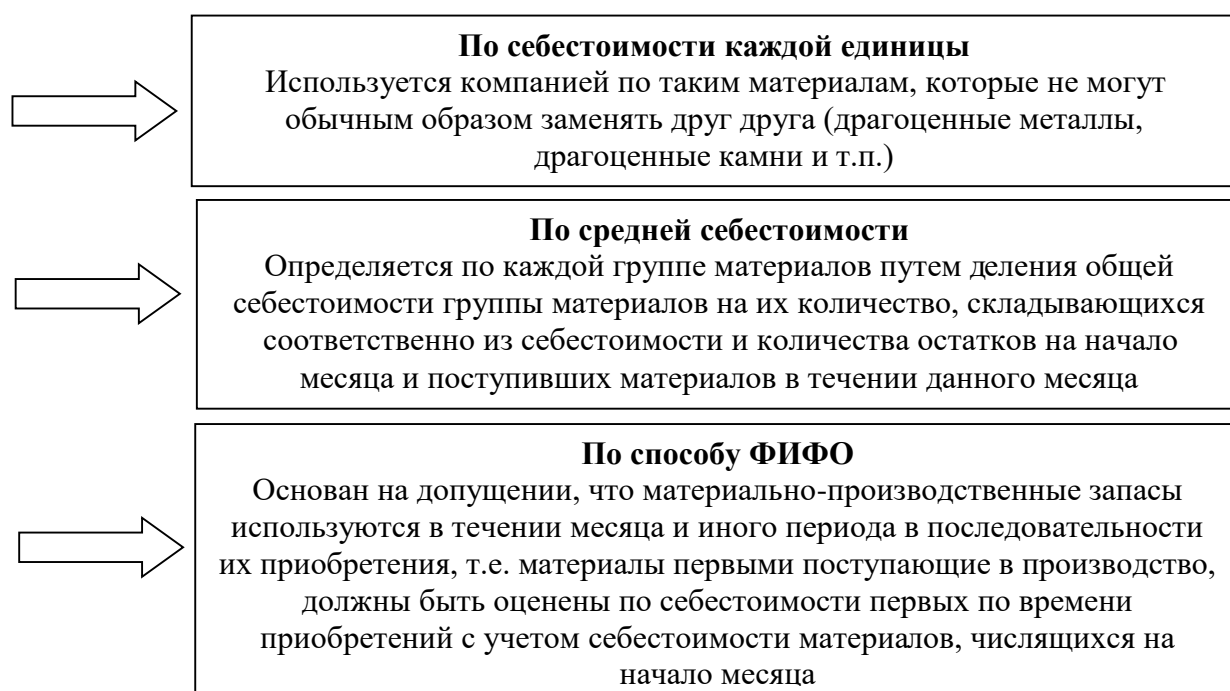 По себестоимости каждой единицы
Используется компанией по таким материалам, которые не могут
обычным образом заменять друг друга (драгоценные металлы,
драгоценные камни и т.п.)
По средней себестоимости
Определяется по каждой группе материалов путем деления общей
себестоимости группы материалов на их количество, складывающихся
соответственно из себестоимости и количества остатков на начало
месяца и поступивших материалов в течении данного месяца
По способу ФИФО
Основан на допущении, что материально-производственные запасы
используются в течении месяца и иного периода в последовательности
их приобретения, т.е. материалы первыми поступающие в производство,
должны быть оценены по себестоимости первых по времени
приобретений с учетом себестоимости материалов, числящихся на
начало месяца